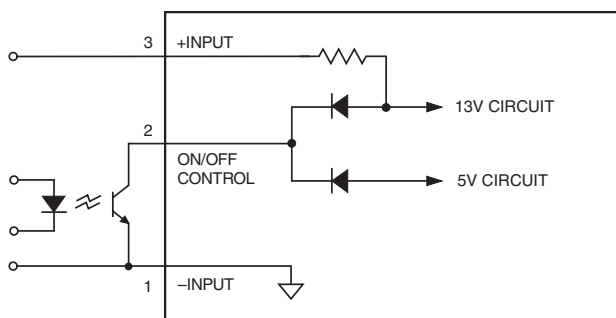 3 +INPUT
13V CIRCUIT
2
ON/OFF
CONTROL
5V CIRCUIT
1 –INPUT